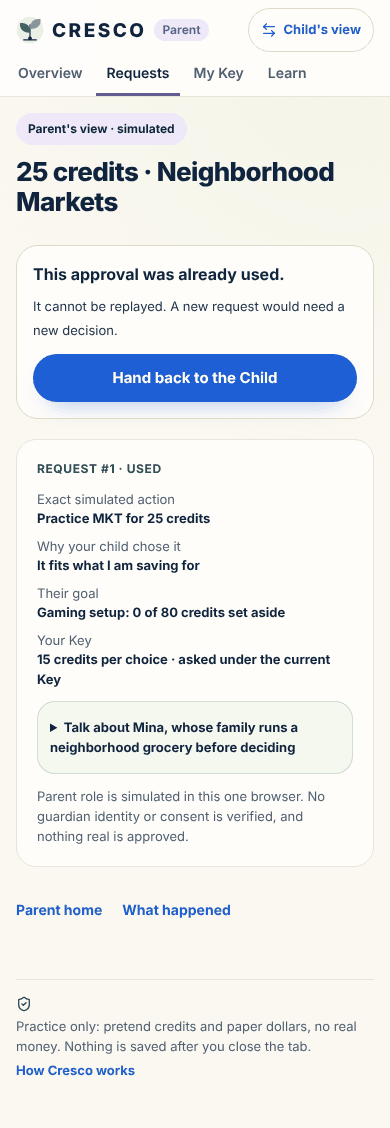 CRESCO Parent Child's view
Overview Requests My Key Learn
Parent's view · simulated
25 credits · Neighborhood
Markets
This approval was already used.
It cannot be replayed. A new request would need a
new decision.
Hand back to the Child
REQUEST #1 · USED
Exact simulated action
Practice MKT for 25 credits
Why your child chose it
It fits what I am saving for
Their goal
Gaming setup: 0 of 80 credits set aside
Your Key
15 credits per choice · asked under the current
Key
Talk about Mina, whose family runs a
neighborhood grocery before deciding
Parent role is simulated in this one browser. No
guardian identity or consent is verified, and
nothing real is approved.
Parent home What happened
Practice only: pretend credits and paper dollars, no real
money. Nothing is saved after you close the tab.
How Cresco works